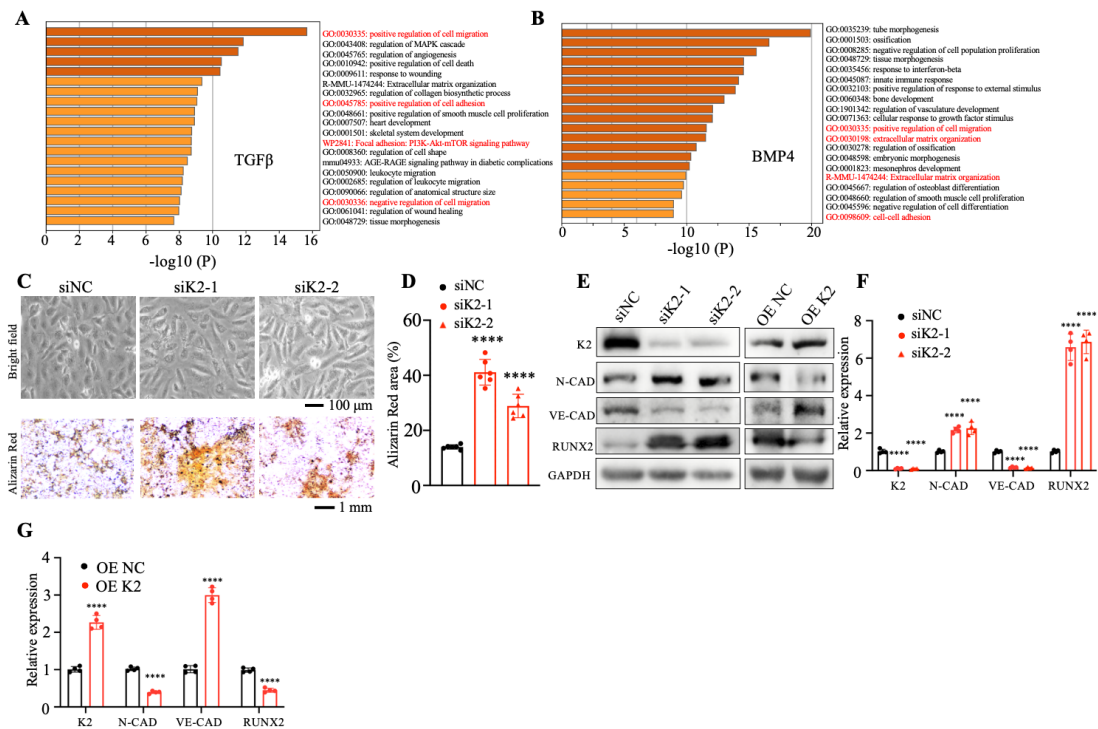 A
GO:0030335: positive regulation of cell migration
GO:0043408: regulation of MAPK cascade
GO:0045765: regulation of angiogenesis
GO:0010942: positive regulation of cell death
GO:0009611: response to wounding
R-MMU-1474244: Extracellular matrix organization
GO:0032965: regulation of collagen biosynthetic process
GO:0045785: positive regulation of cell adhesion
GO:0048661: positive regulation of smooth muscle cell proliferation
GO:0007507: heart development
GO:0001501: skeletal system development
WP2841: Focal adhesion: PI3K-Akt-mTOR signaling pathway
GO:0008360: regulation of cell shape
mmu04933: AGE-RAGE signaling pathway in diabetic complications
GO:0050900: leukocyte migration
GO:0002685: regulation of leukocyte migration
GO:0090066: regulation of anatomical structure size
GO:0030336: negative regulation of cell migration
GO:0061041: regulation of wound healing
GO:0048729: tissue morphogenesis
TGFβ
0 2 4 6 8 10 12 14 16
-log10 (P)
B
GO:0035239: tube morphogenesis
GO:0001503: ossification
GO:0008285: negative regulation of cell population proliferation
GO:0048729: tissue morphogenesis
GO:0035456: response to interferon-beta
GO:0045087: innate immune response
GO:0032103: positive regulation of response to external stimulus
GO:0060348: bone development
GO:1901342: regulation of vasculature development
GO:0071363: cellular response to growth factor stimulus
GO:0030335: positive regulation of cell migration
GO:0030198: extracellular matrix organization
GO:0030278: regulation of ossification
GO:0048598: embryonic morphogenesis
GO:0001823: mesonephros development
R-MMU-1474244: Extracellular matrix organization
GO:0045667: regulation of osteoblast differentiation
GO:0048660: regulation of smooth muscle cell proliferation
GO:0045596: negative regulation of cell differentiation
GO:0098609: cell-cell adhesion
BMP4
0 5 10 15 20
-log10 (P)
C
siNC siK2-1 siK2-2
Bright field
100 μm
Alizarin Red
1 mm
D
siNC
siK2-1
siK2-2
Alizarin Red area (%)
60
40
20
0
**** ****
E
siNC siK2-1 siK2-2 OE NC OE K2
K2
N-CAD
VE-CAD
RUNX2
GAPDH
F
siNC
siK2-1
siK2-2
Relative expression
8
6
4
2
0
**** **** **** **** **** **** **** ****
K2 N-CAD VE-CAD RUNX2
G
OE NC
OE K2
Relative expression
4
3
2
1
0
**** **** **** ****
K2 N-CAD VE-CAD RUNX2